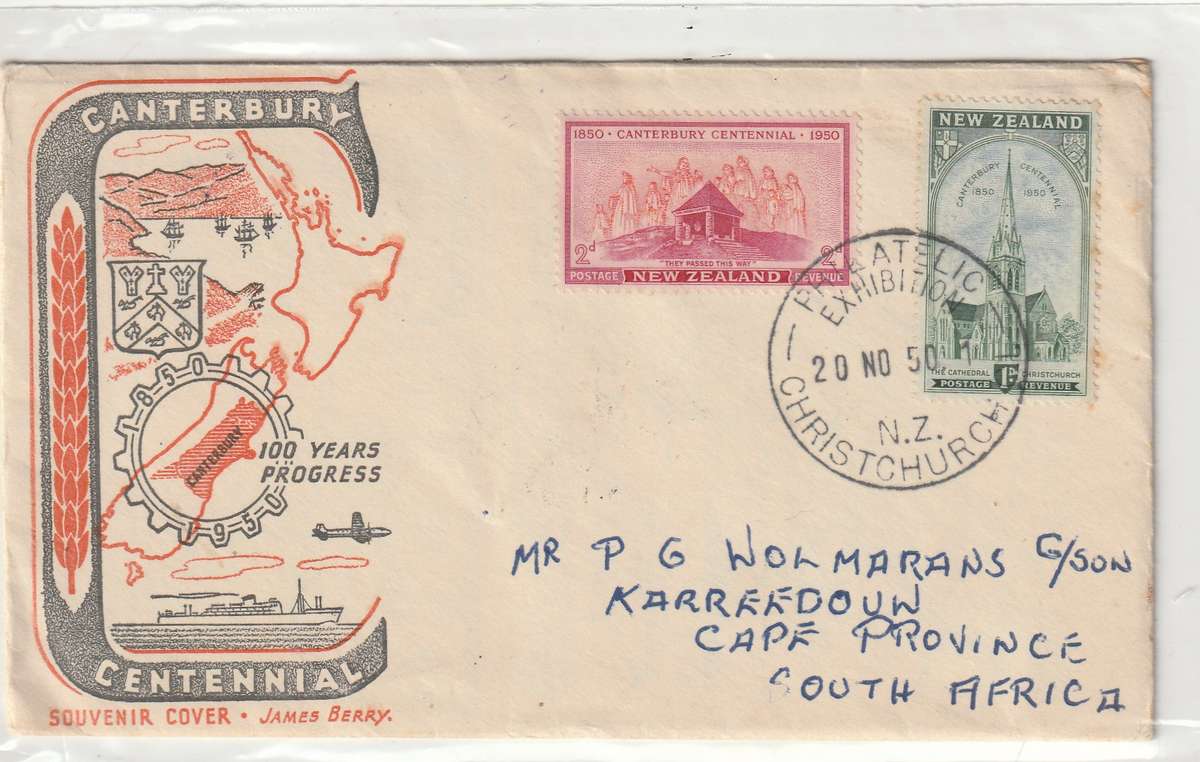 CANTERBURY
1850
CANTERBURY
1950
100 YEARS
PROGRESS
CENTENNIAL
SOUVENIR COVER • JAMES BERRY.
1850 • CANTERBURY CENTENNIAL • 1950
2d 2d
"THEY PASSED THIS WAY"
POSTAGE NEW ZEALAND REVENUE
NEW ZEALAND
CANTERBURY CENTENNIAL
1850 1950
THE CATHEDRAL CHRISTCHURCH
POSTAGE 1D REVENUE
PHILATELIC
EXHIBITION
20 NO 50 1
N.Z.
CHRISTCHURCH
MR P G WOLMARANS G/SON
KARREEDOUW
CAPE PROVINCE
SOUTH AFRICA